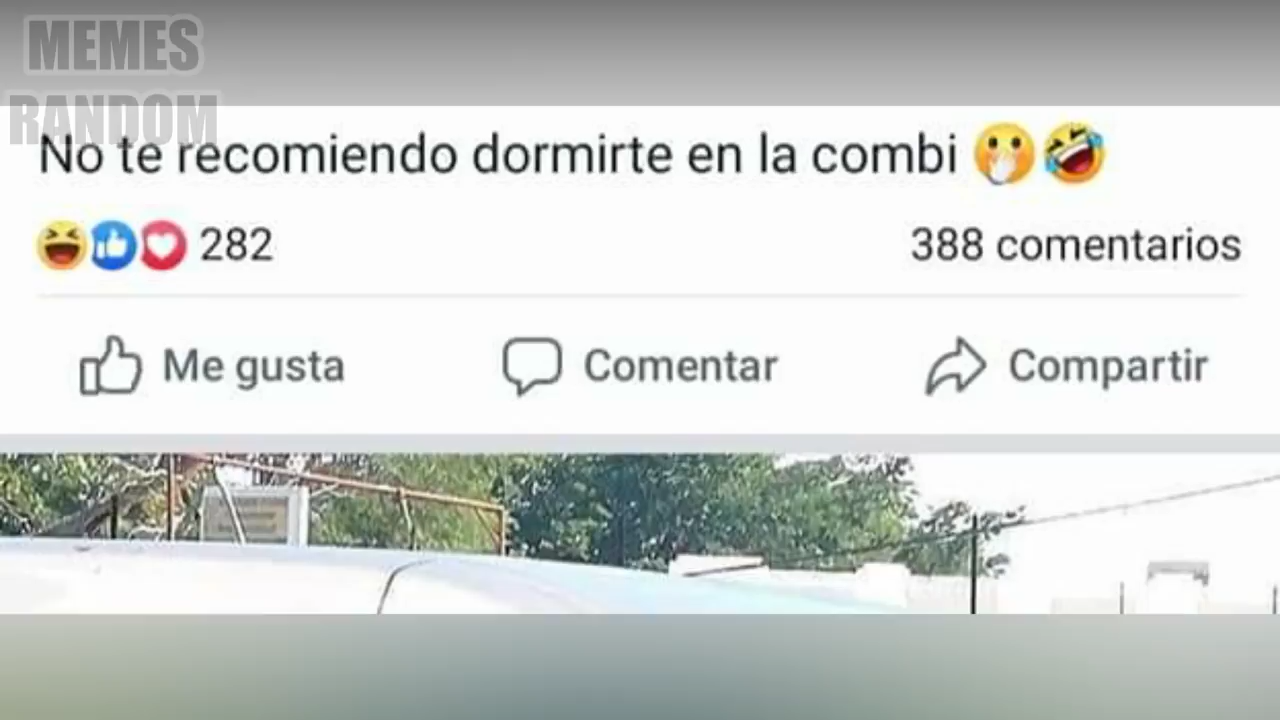 MEMES
RANDOM
No te recomiendo dormirte en la combi 🫢🤣
282
388 comentarios
Me gusta
Comentar
Compartir